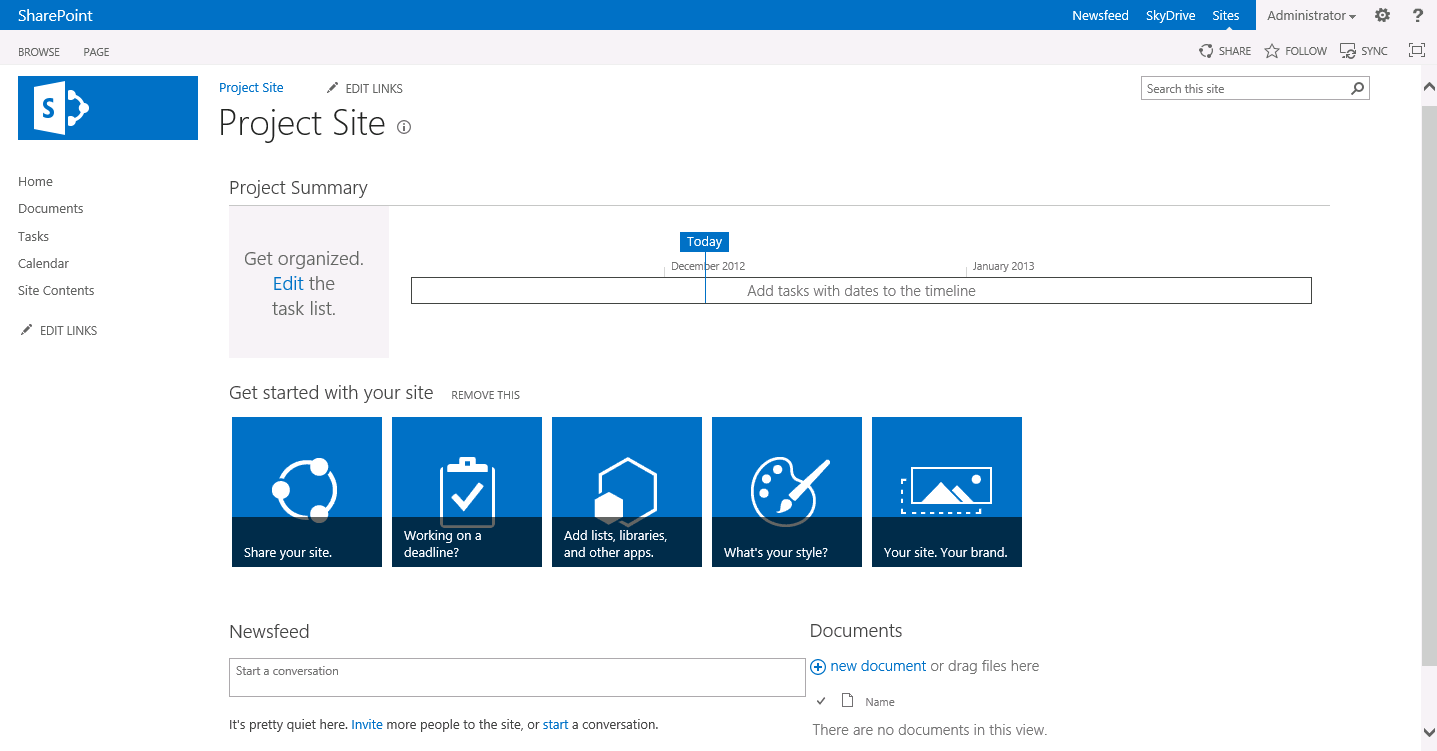 SharePoint
Newsfeed SkyDrive Sites Administrator ?
BROWSE PAGE
SHARE FOLLOW SYNC
S
Project Site EDIT LINKS
Search this site
Project Site
Home
Documents
Tasks
Calendar
Site Contents
EDIT LINKS
Project Summary
Get organized.
Edit the
task list.
Today
December 2012 January 2013
Add tasks with dates to the timeline
Get started with your site REMOVE THIS
Share your site.
Working on a
deadline?
Add lists, libraries,
and other apps.
What's your style?
Your site. Your brand.
Newsfeed
Start a conversation
It's pretty quiet here. Invite more people to the site, or start a conversation.
Documents
new document or drag files here
Name
There are no documents in this view.